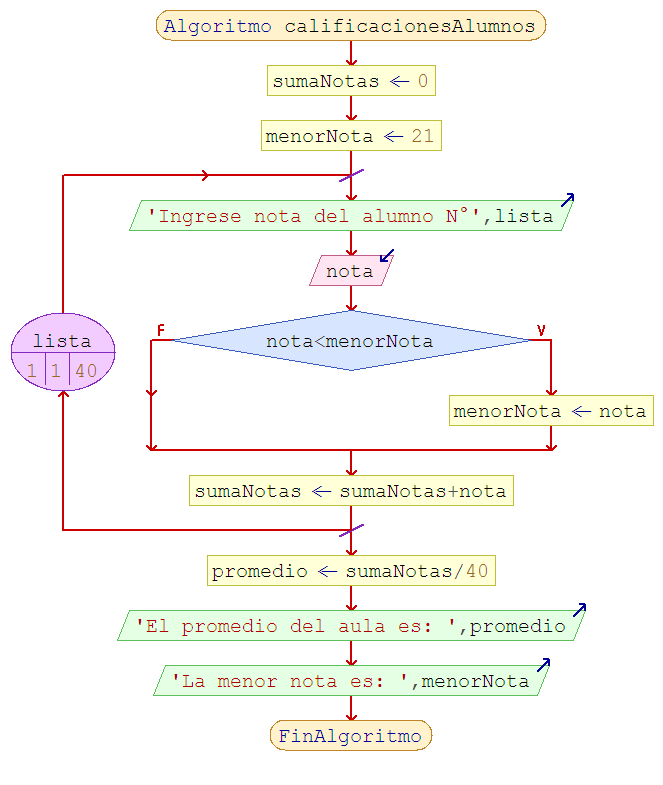 Algoritmo calificacionesAlumnos
sumaNotas ← 0
menorNota ← 21
'Ingrese nota del alumno N°',lista
nota
F
V
nota<menorNota
lista
1 1 40
menorNota ← nota
sumaNotas ← sumaNotas+nota
promedio ← sumaNotas/40
'El promedio del aula es: ',promedio
'La menor nota es: ',menorNota
FinAlgoritmo